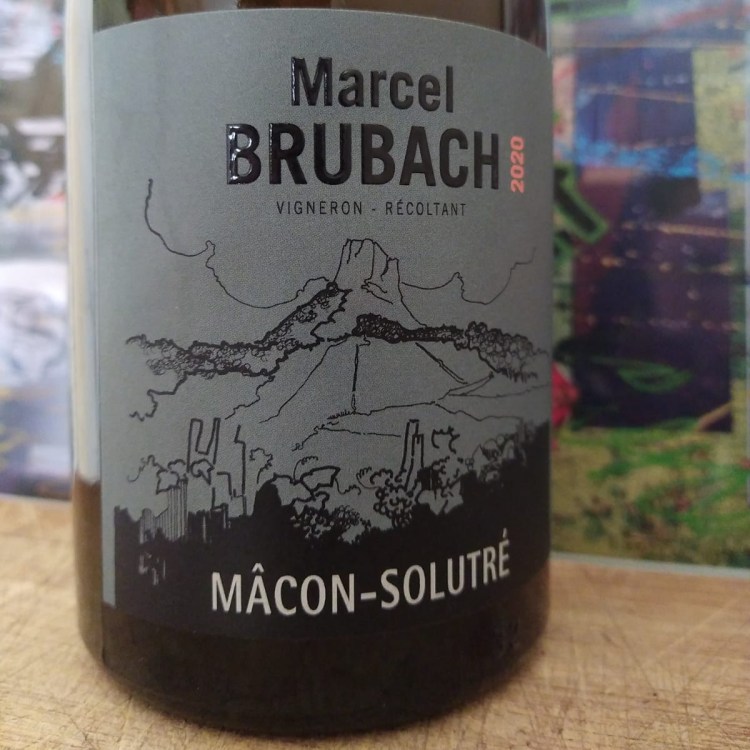 Marcel
BRUBACH
2020
VIGNERON - RÉCOLTANT
MÂCON-SOLUTRÉ